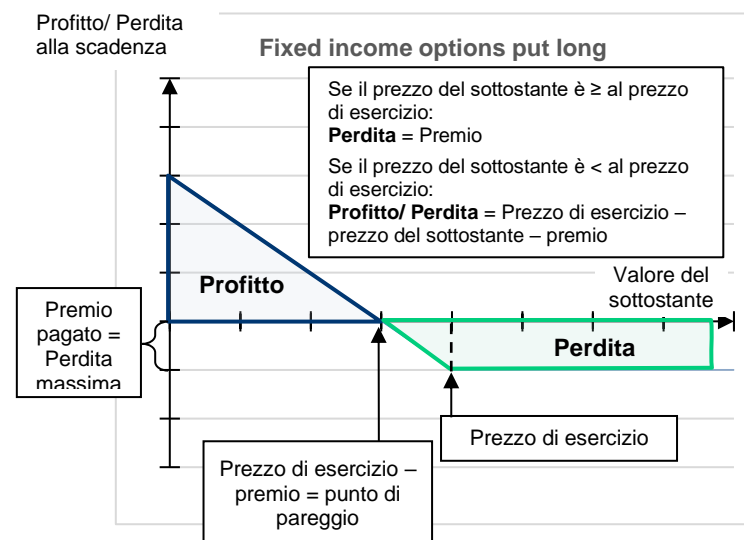 Profitto/ Perdita
alla scadenza
Fixed income options put long
Se il prezzo del sottostante è ≥ al prezzo
di esercizio:
Perdita = Premio
Se il prezzo del sottostante è < al prezzo
di esercizio:
Profitto/ Perdita = Prezzo di esercizio –
prezzo del sottostante – premio
Profitto
Valore del
sottostante
Premio
pagato =
Perdita
massima
Perdita
Prezzo di esercizio
Prezzo di esercizio –
premio = punto di
pareggio